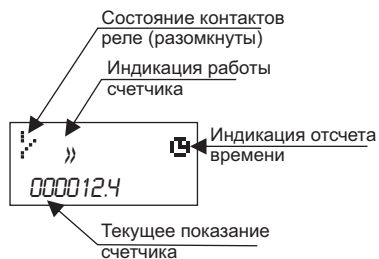 Состояние контактов
реле (разомкнуты)
Индикация работы
счетчика
»
Индикация отсчета
времени
000012.4
Текущее показание
счетчика